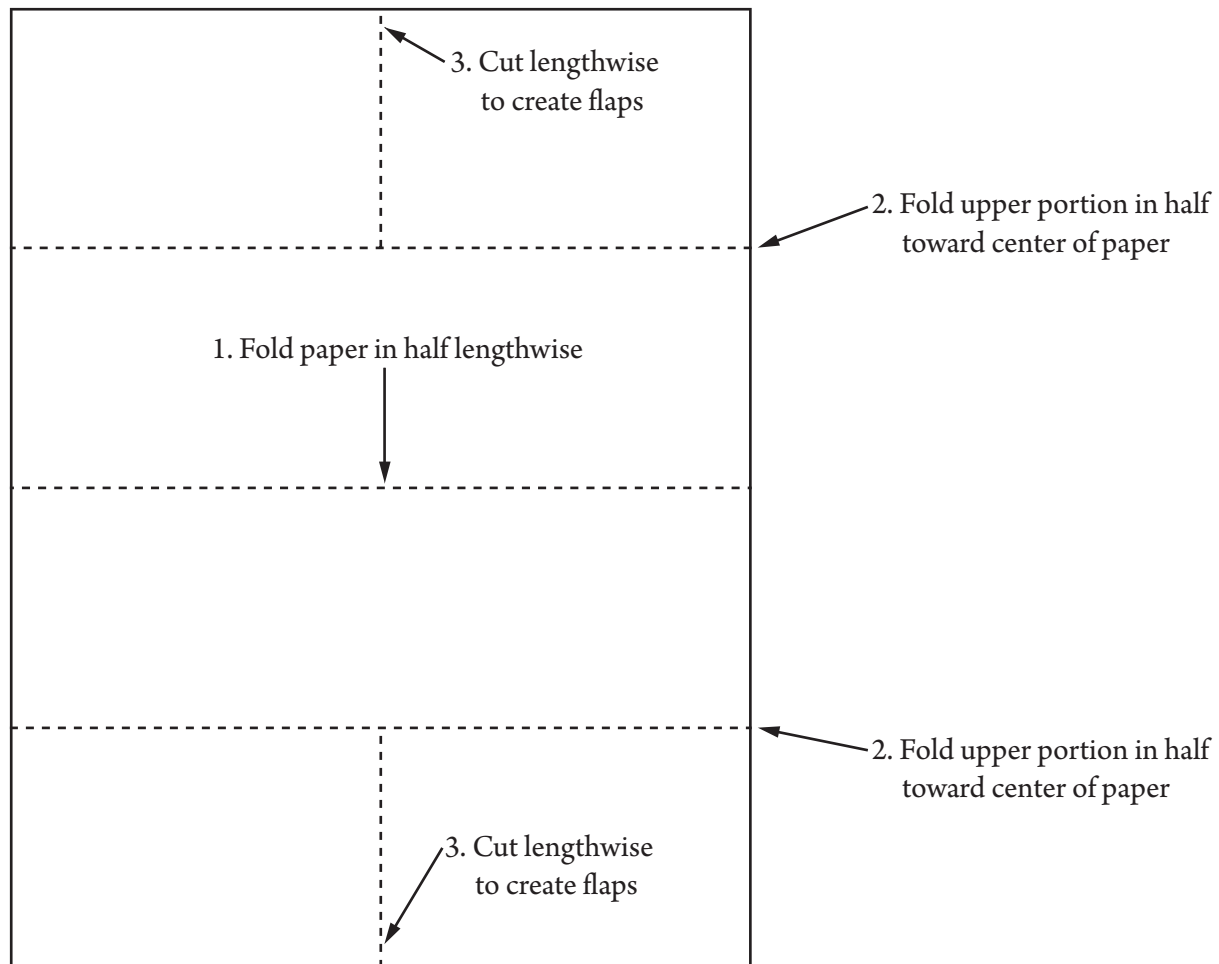 3. Cut lengthwise
to create flaps
2. Fold upper portion in half
toward center of paper
1. Fold paper in half lengthwise
2. Fold upper portion in half
toward center of paper
3. Cut lengthwise
to create flaps